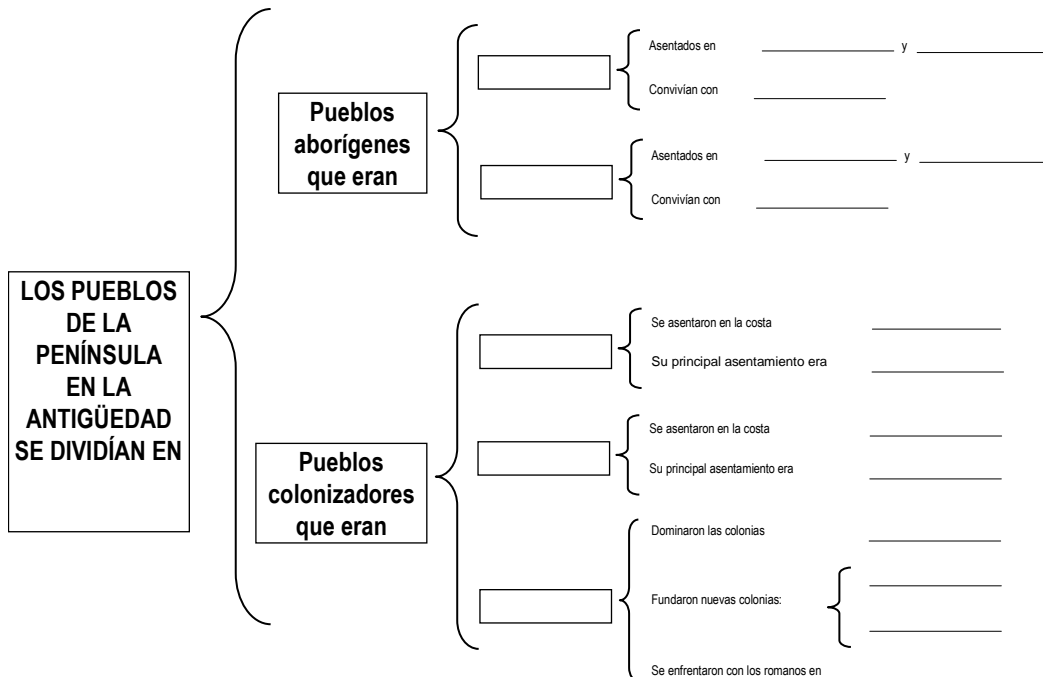 LOS PUEBLOS
DE LA
PENÍNSULA
EN LA
ANTIGÜEDAD
SE DIVIDÍAN EN
Pueblos
aborígenes
que eran
Asentados en y
Convivían con
Asentados en y
Convivían con
Pueblos
colonizadores
que eran
Se asentaron en la costa
Su principal asentamiento era
Se asentaron en la costa
Su principal asentamiento era
Dominaron las colonias
Fundaron nuevas colonias:
Se enfrentaron con los romanos en